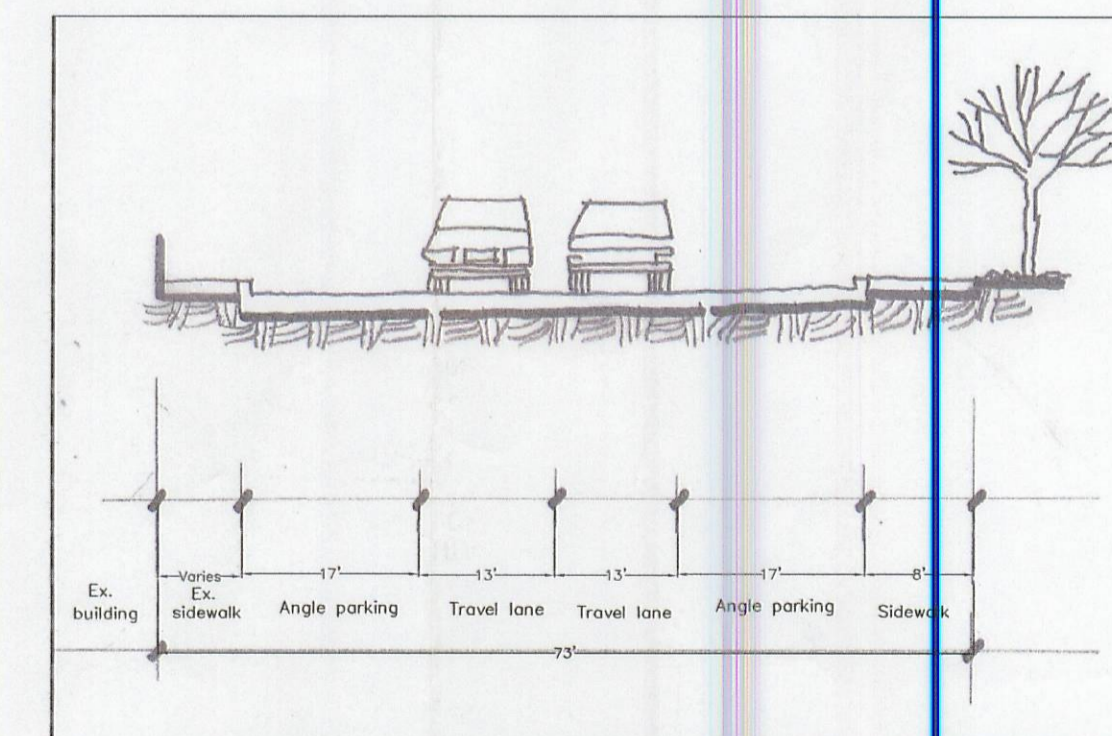 Varies
17'
13'
13'
17'
8'
Ex.
building
Ex.
sidewalk
Angle parking
Travel lane
Travel lane
Angle parking
Sidewalk
73'